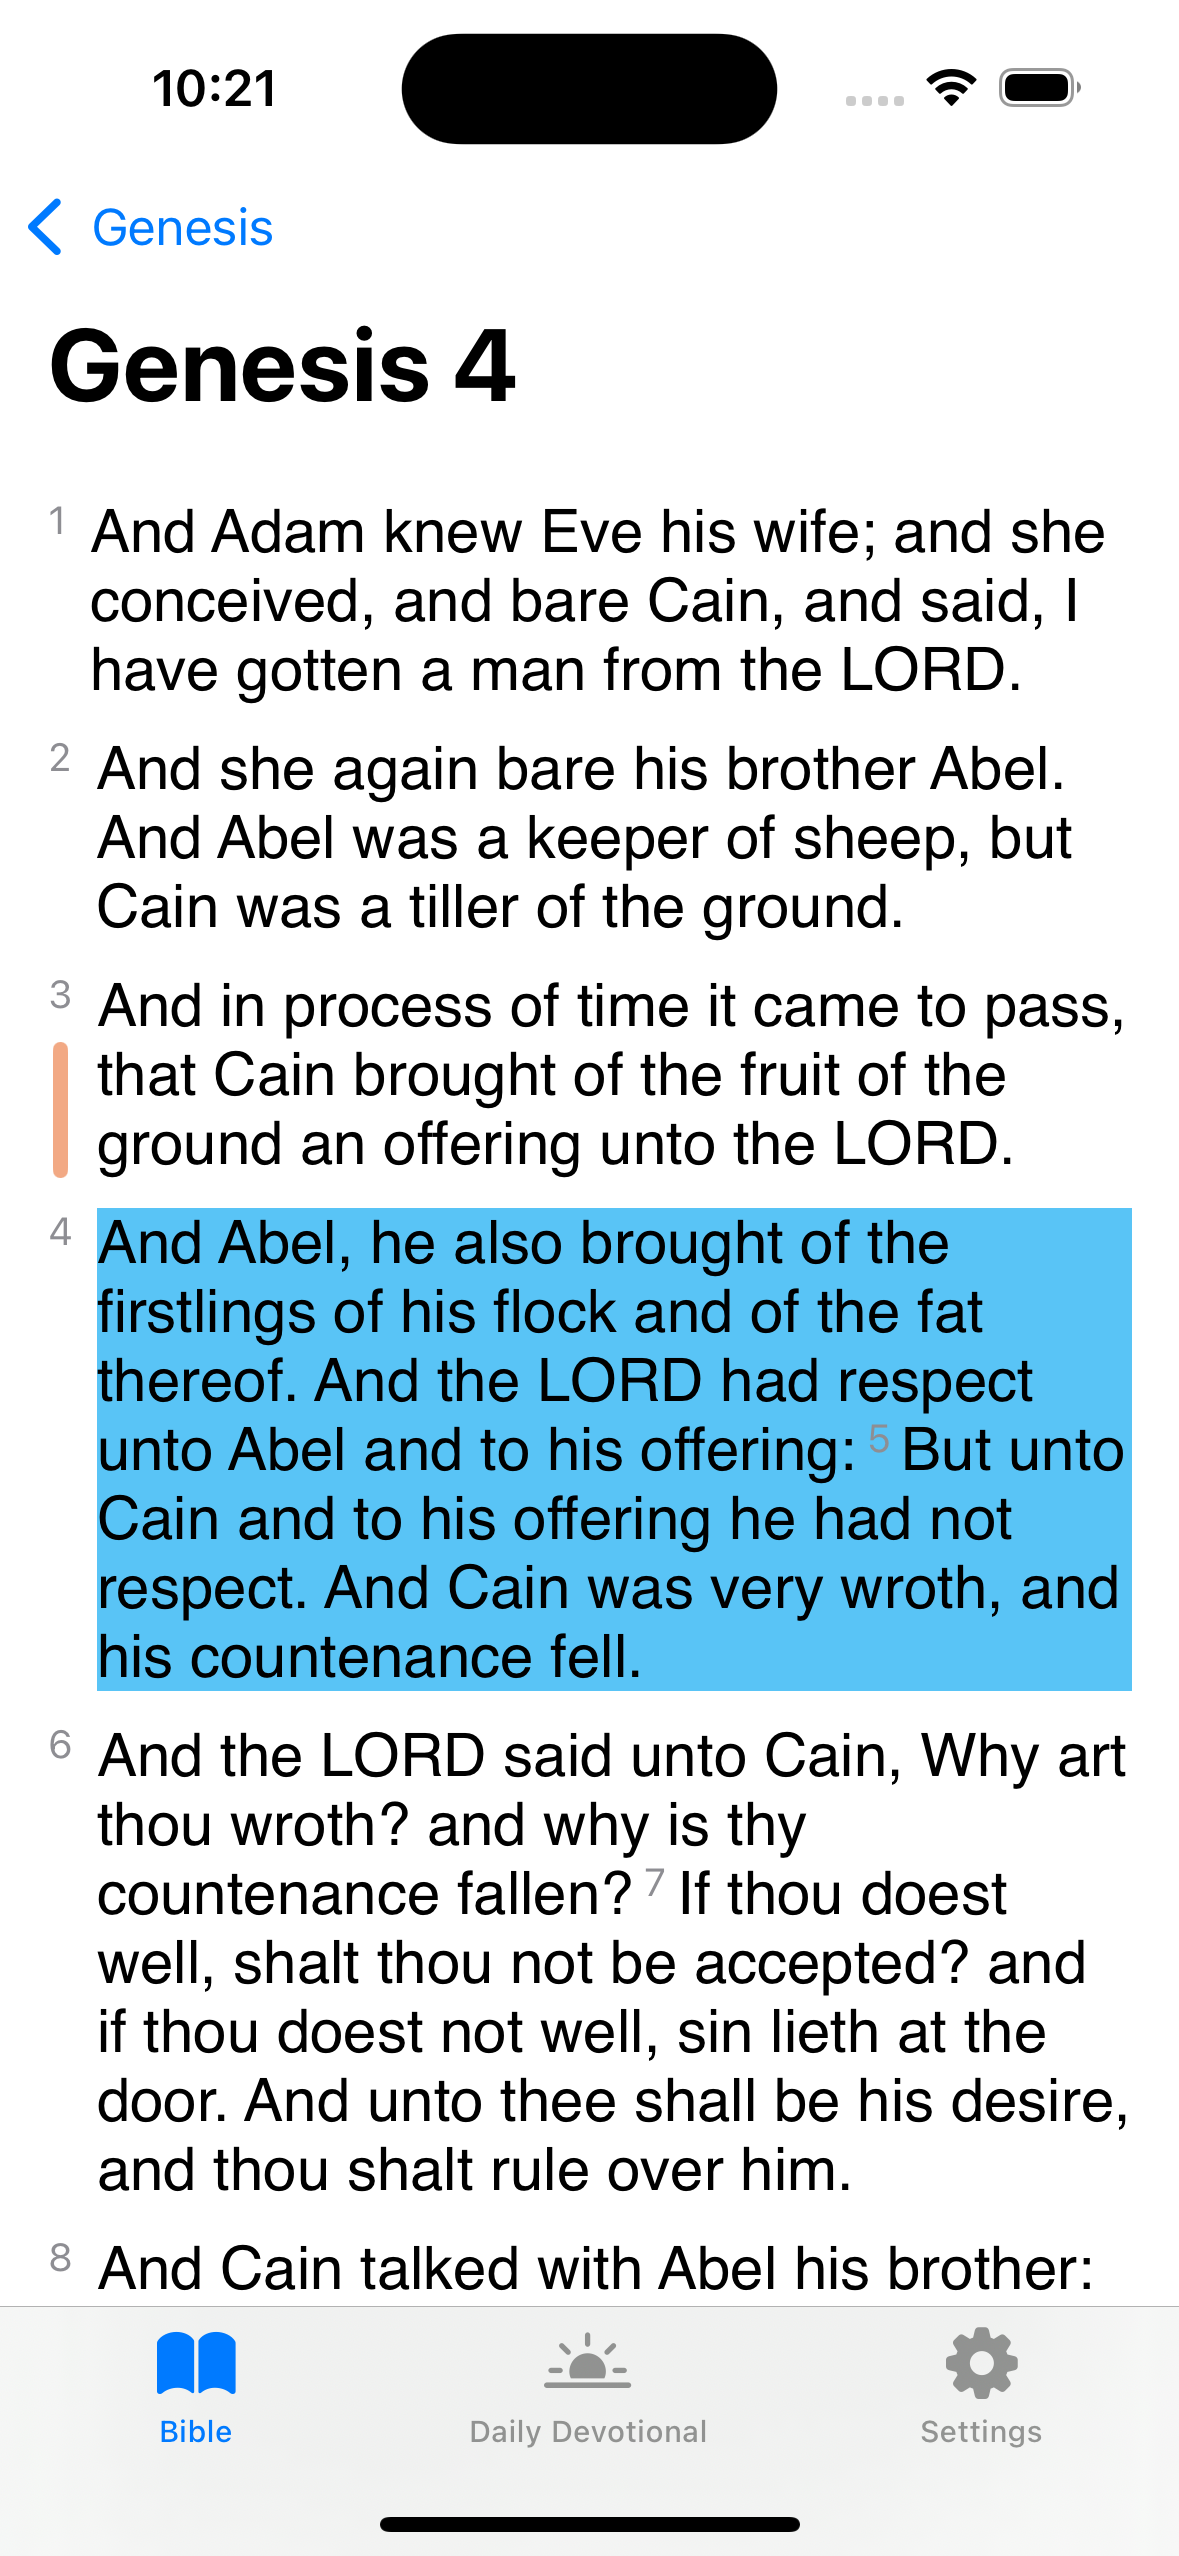 10:21
Genesis
Genesis 4
1 And Adam knew Eve his wife; and she
conceived, and bare Cain, and said, I
have gotten a man from the LORD.
2 And she again bare his brother Abel.
And Abel was a keeper of sheep, but
Cain was a tiller of the ground.
3 And in process of time it came to pass,
that Cain brought of the fruit of the
ground an offering unto the LORD.
4 And Abel, he also brought of the
firstlings of his flock and of the fat
thereof. And the LORD had respect
unto Abel and to his offering: 5 But unto
Cain and to his offering he had not
respect. And Cain was very wroth, and
his countenance fell.
6 And the LORD said unto Cain, Why art
thou wroth? and why is thy
countenance fallen? 7 If thou doest
well, shalt thou not be accepted? and
if thou doest not well, sin lieth at the
door. And unto thee shall be his desire,
and thou shalt rule over him.
8 And Cain talked with Abel his brother:
Bible
Daily Devotional
Settings